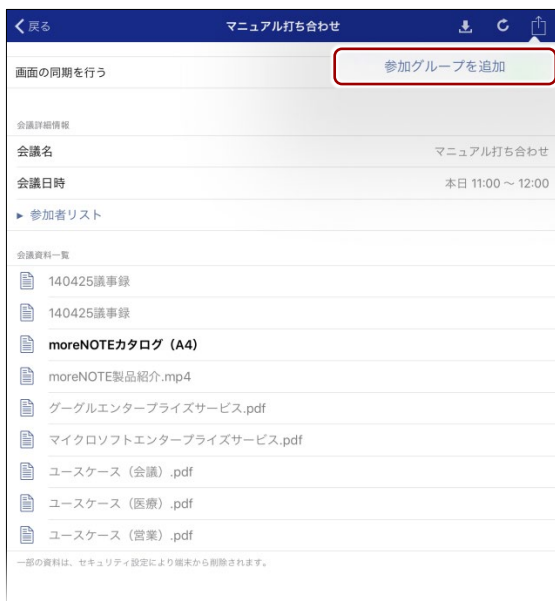 戻る マニュアル打ち合わせ
参加グループを追加
画面の同期を行う
会議詳細情報
会議名 マニュアル打ち合わせ
会議日時 本日 11:00 ～ 12:00
▶ 参加者リスト
会議資料一覧
140425議事録
140425議事録
moreNOTEカタログ（A4）
moreNOTE製品紹介.mp4
グーグルエンタープライズサービス.pdf
マイクロソフトエンタープライズサービス.pdf
ユースケース（会議）.pdf
ユースケース（医療）.pdf
ユースケース（営業）.pdf
一部の資料は、セキュリティ設定により端末から削除されます。